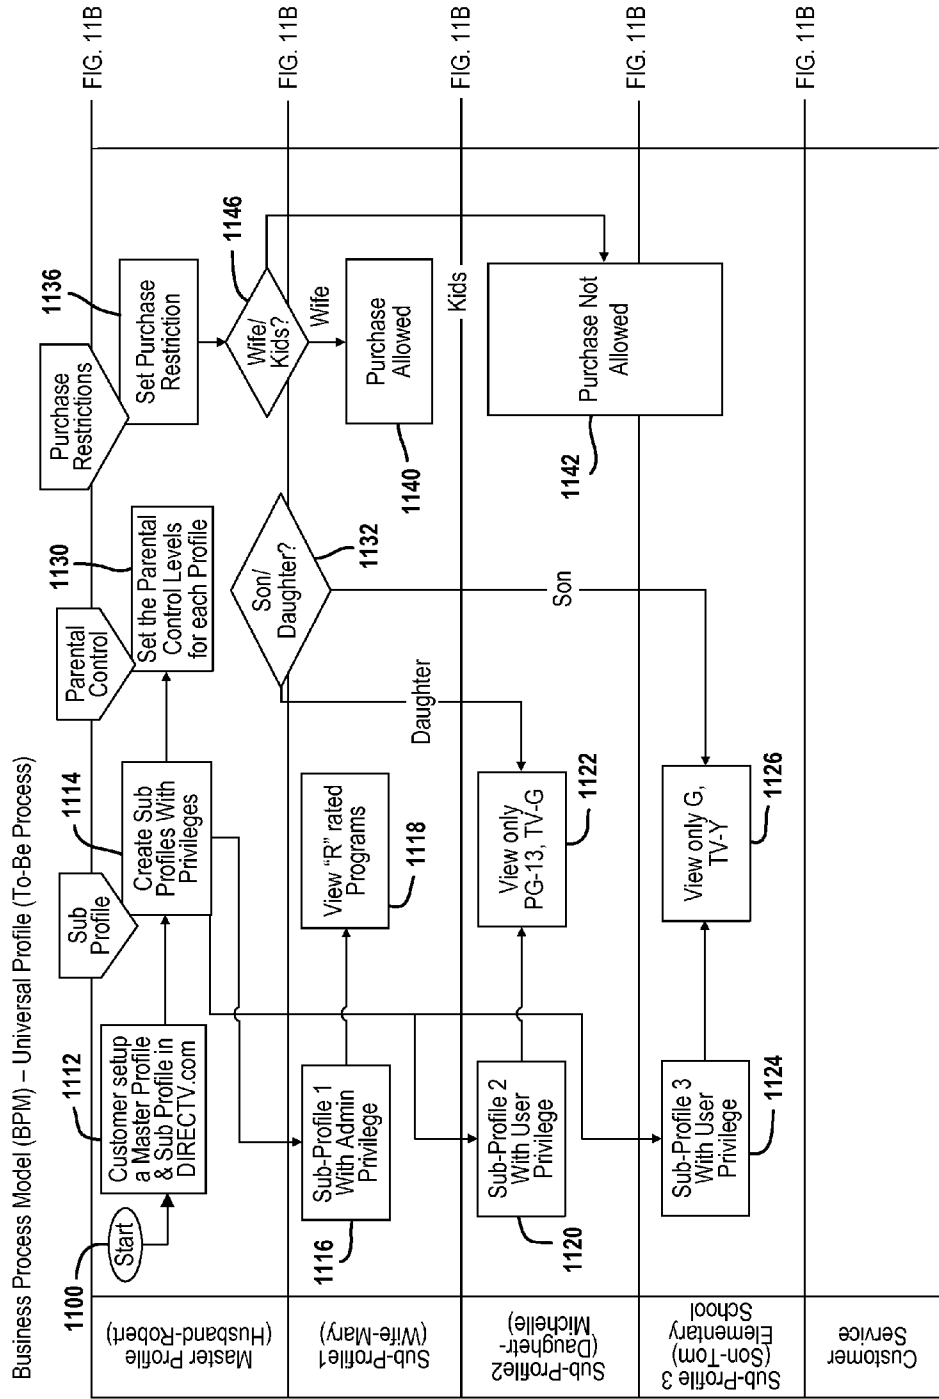 Business Process Model (BPM) – Universal Profile (To-Be Process)
Master Profile
(Husband-Robert)
1100
Start
1112
Customer setup
a Master Profile
& Sub Profile in
DIRECTV.com
Sub
Profile
1114
Create Sub
Profiles With
Privileges
Parental
Control
1130
Set the Parental
Control Levels
for each Profile
Purchase
Restrictions
1136
Set Purchase
Restriction
Wife/
Kids?
1146
FIG. 11B
Sub-Profile1
(Wife-Mary)
1116
Sub-Profile 1
With Admin
Privilege
View "R" rated
Programs
1118
Son/
Daughter?
1132
Daughter
Wife
1140
Purchase
Allowed
FIG. 11B
Sub-Profile2
(Daughetr-
Michelle)
1120
Sub-Profile 2
With User
Privilege
View only
PG-13, TV-G
1122
Son
Kids
1142
Purchase Not
Allowed
FIG. 11B
Sub-Profile 3
(Son-Tom)
Elementary
School
Sub-Profile 3
With User
Privilege
1124
View only G,
TV-Y
1126
FIG. 11B
Customer
Service
FIG. 11B